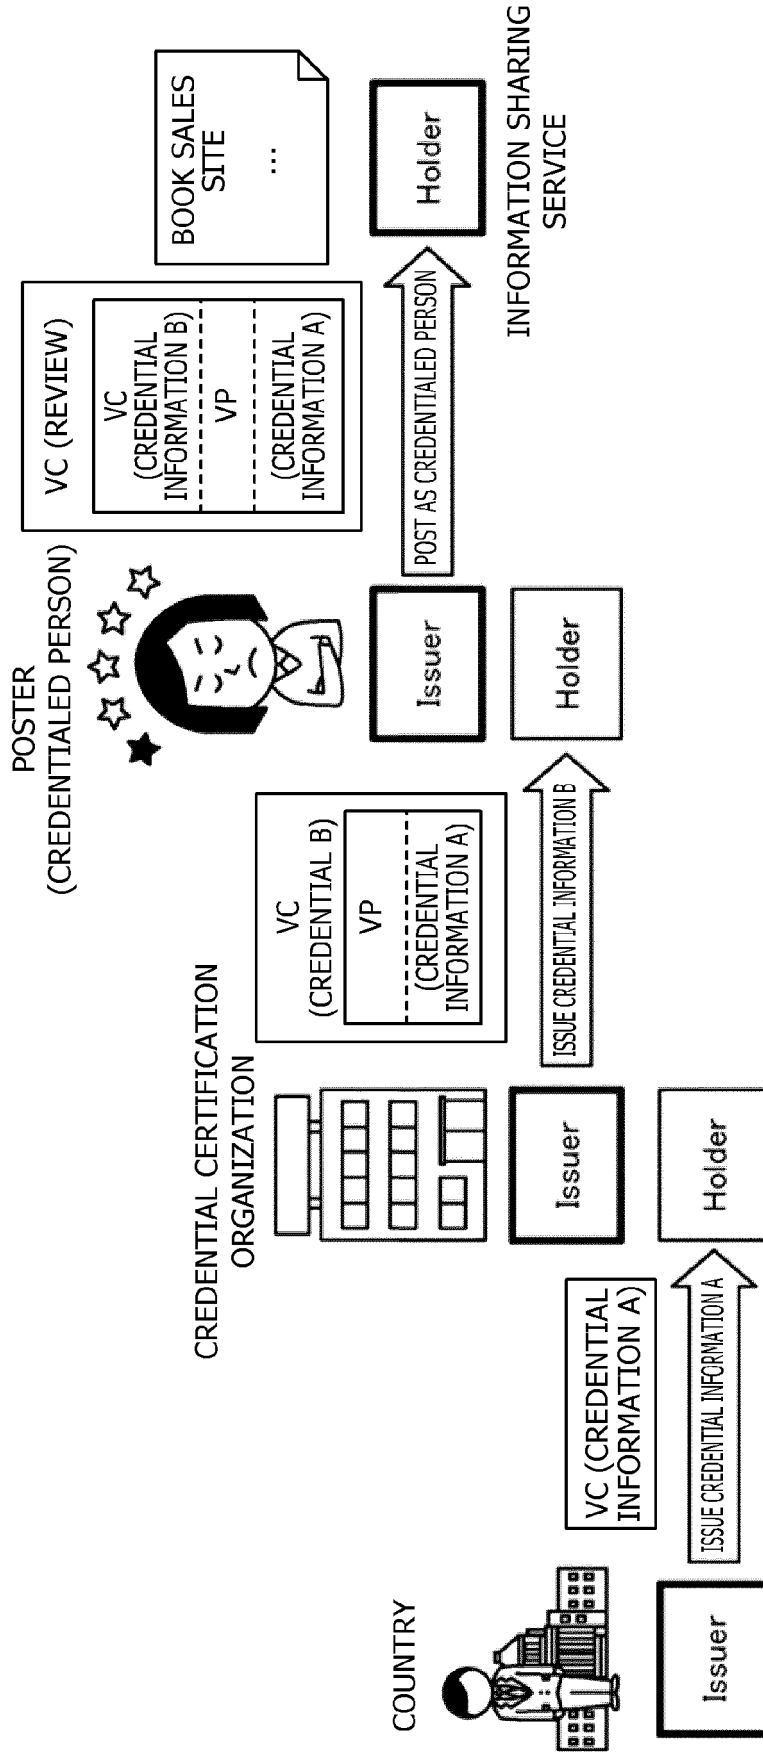 COUNTRY
Issuer
VC (CREDENTIAL
INFORMATION A)
ISSUE CREDENTIAL INFORMATION A
CREDENTIAL CERTIFICATION
ORGANIZATION
Issuer
Holder
VC
(CREDENTIAL B)
VP
(CREDENTIAL
INFORMATION A)
ISSUE CREDENTIAL INFORMATION B
POSTER
(CREDENTIALED PERSON)
Issuer
Holder
VC (REVIEW)
VC
(CREDENTIAL
INFORMATION B)
VP
(CREDENTIAL
INFORMATION A)
POST AS CREDENTIALED PERSON
BOOK SALES
SITE
...
Holder
INFORMATION SHARING
SERVICE